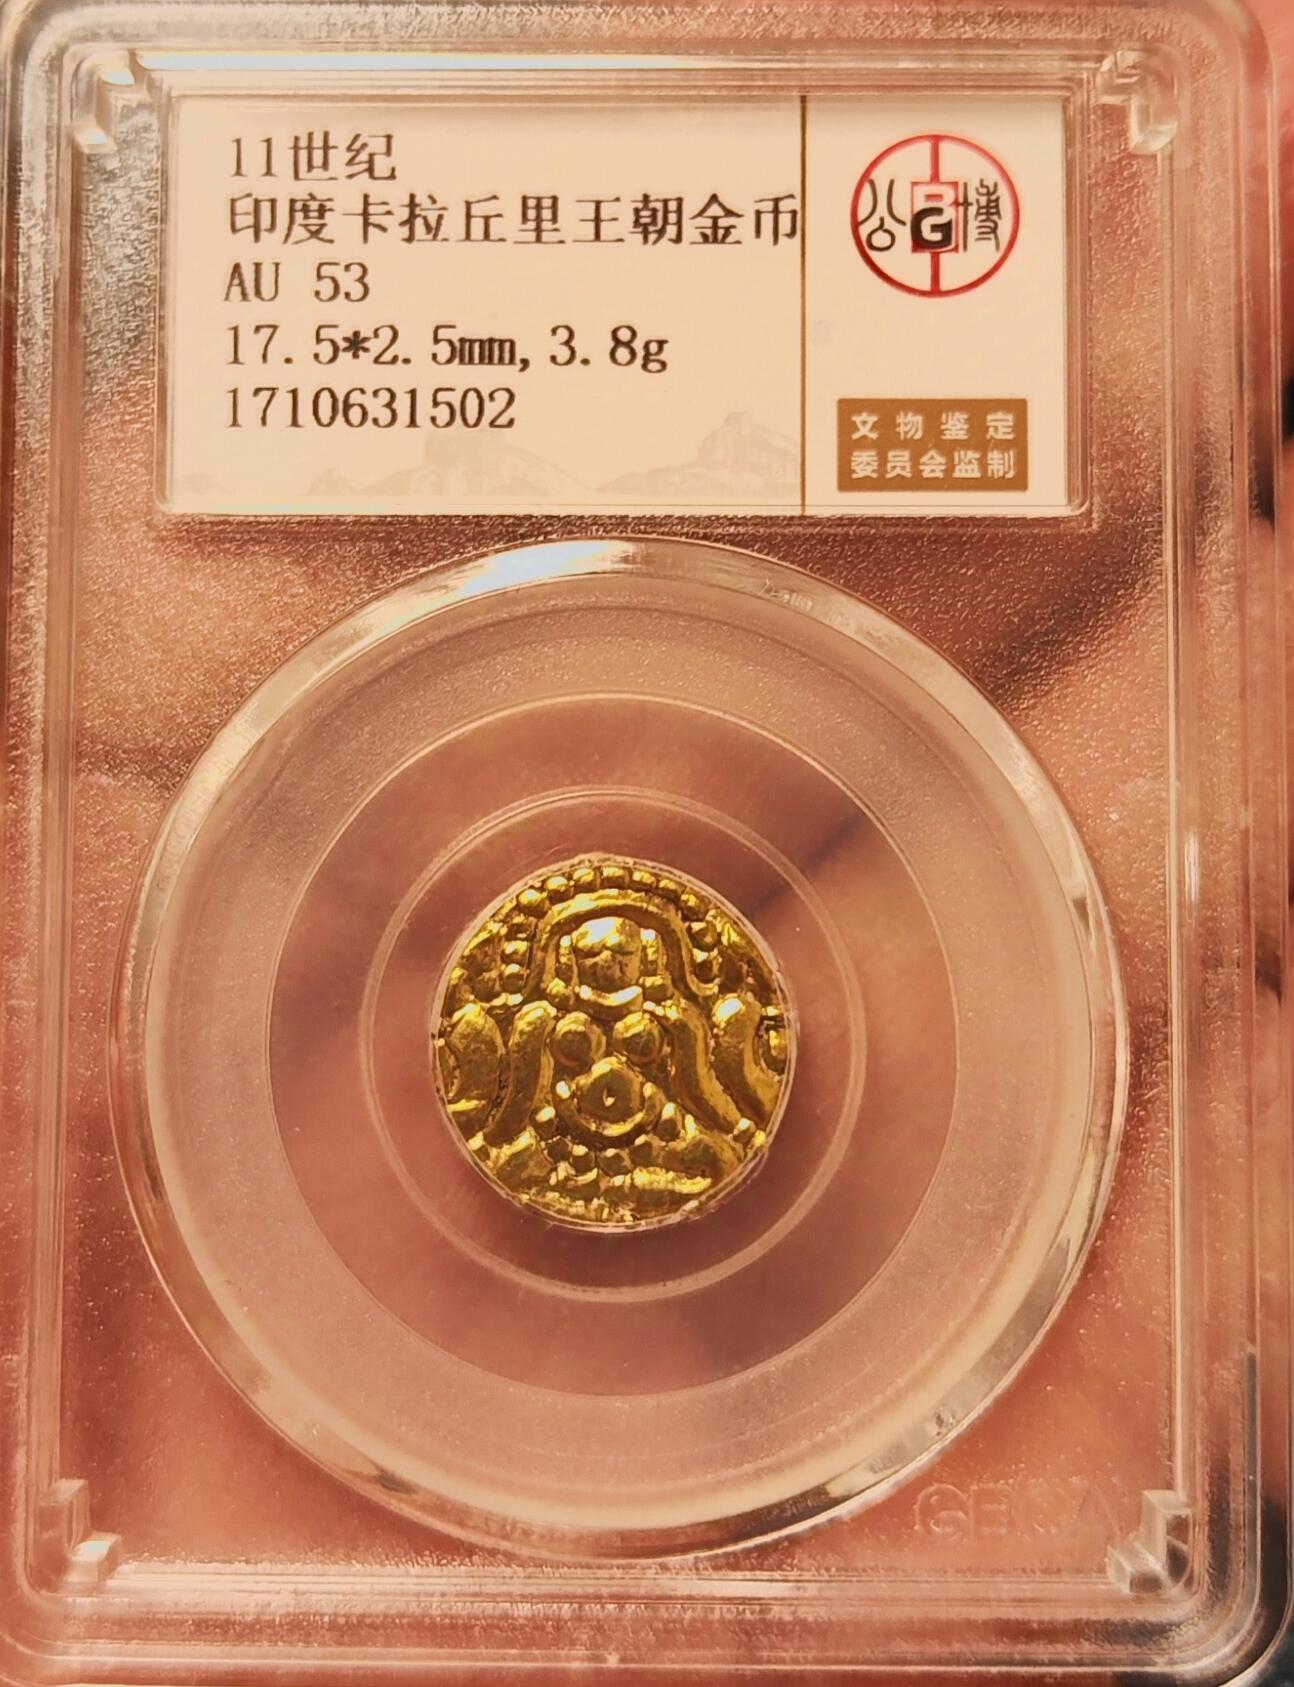 11世纪
印度卡拉丘里王朝金币
AU 53
17.5*2.5mm, 3.8g
1710631502
公 G 博
文物鉴定
委员会监制
GBCA